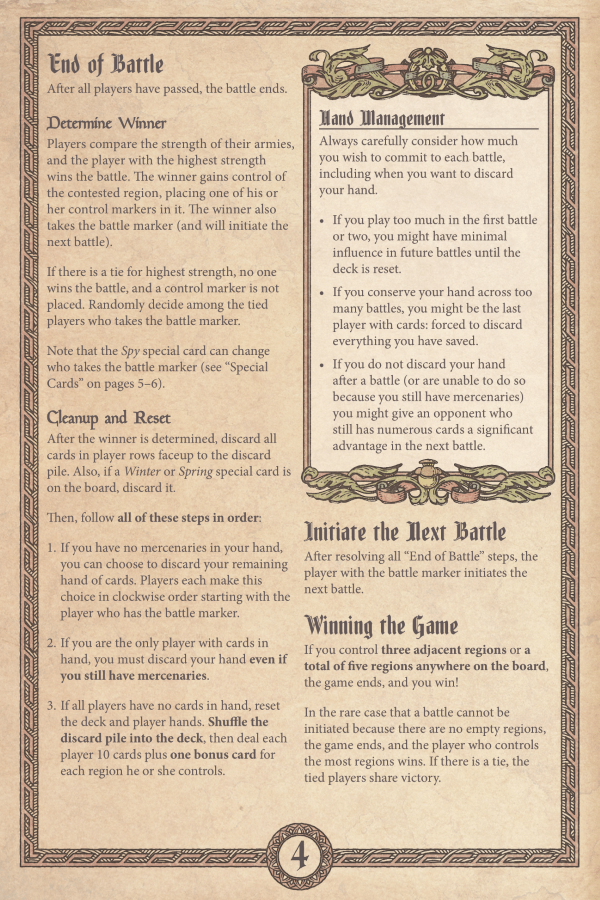 End of Battle
After all players have passed, the battle ends.
Determine Winner
Players compare the strength of their armies,
and the player with the highest strength
wins the battle. The winner gains control of
the contested region, placing one of his or
her control markers in it. The winner also
takes the battle marker (and will initiate the
next battle).
If there is a tie for highest strength, no one
wins the battle, and a control marker is not
placed. Randomly decide among the tied
players who takes the battle marker.
Note that the Spy special card can change
who takes the battle marker (see “Special
Cards” on pages 5–6).
Cleanup and Reset
After the winner is determined, discard all
cards in player rows faceup to the discard
pile. Also, if a Winter or Spring special card is
on the board, discard it.
Then, follow all of these steps in order:
1. If you have no mercenaries in your hand,
you can choose to discard your remaining
hand of cards. Players each make this
choice in clockwise order starting with the
player who has the battle marker.
2. If you are the only player with cards in
hand, you must discard your hand even if
you still have mercenaries.
3. If all players have no cards in hand, reset
the deck and player hands. Shuffle the
discard pile into the deck, then deal each
player 10 cards plus one bonus card for
each region he or she controls.
Hand Management
Always carefully consider how much
you wish to commit to each battle,
including when you want to discard
your hand.
• If you play too much in the first battle
or two, you might have minimal
influence in future battles until the
deck is reset.
• If you conserve your hand across too
many battles, you might be the last
player with cards: forced to discard
everything you have saved.
• If you do not discard your hand
after a battle (or are unable to do so
because you still have mercenaries)
you might give an opponent who
still has numerous cards a significant
advantage in the next battle.
Initiate the Next Battle
After resolving all “End of Battle” steps, the
player with the battle marker initiates the
next battle.
Winning the Game
If you control three adjacent regions or a
total of five regions anywhere on the board,
the game ends, and you win!
In the rare case that a battle cannot be
initiated because there are no empty regions,
the game ends, and the player who controls
the most regions wins. If there is a tie, the
tied players share victory.
4